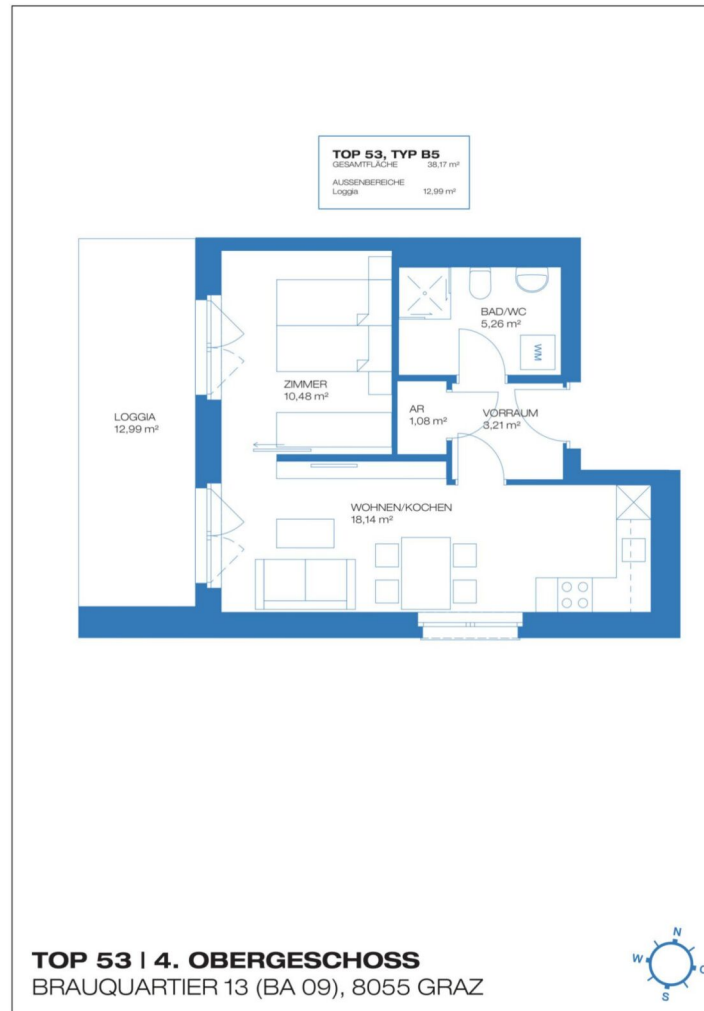 TOP 53, TYP B5
GESAMTFLÄCHE 38,17 m²
AUSSENBEREICHE
Loggia 12,99 m²
BAD/WC
5,26 m²
WM
ZIMMER
10,48 m²
AR
1,08 m²
VORRAUM
3,21 m²
LOGGIA
12,99 m²
WOHNEN/KOCHEN
18,14 m²
TOP 53 | 4. OBERGESCHOSS
BRAUQUARTIER 13 (BA 09), 8055 GRAZ
N
W
O
S